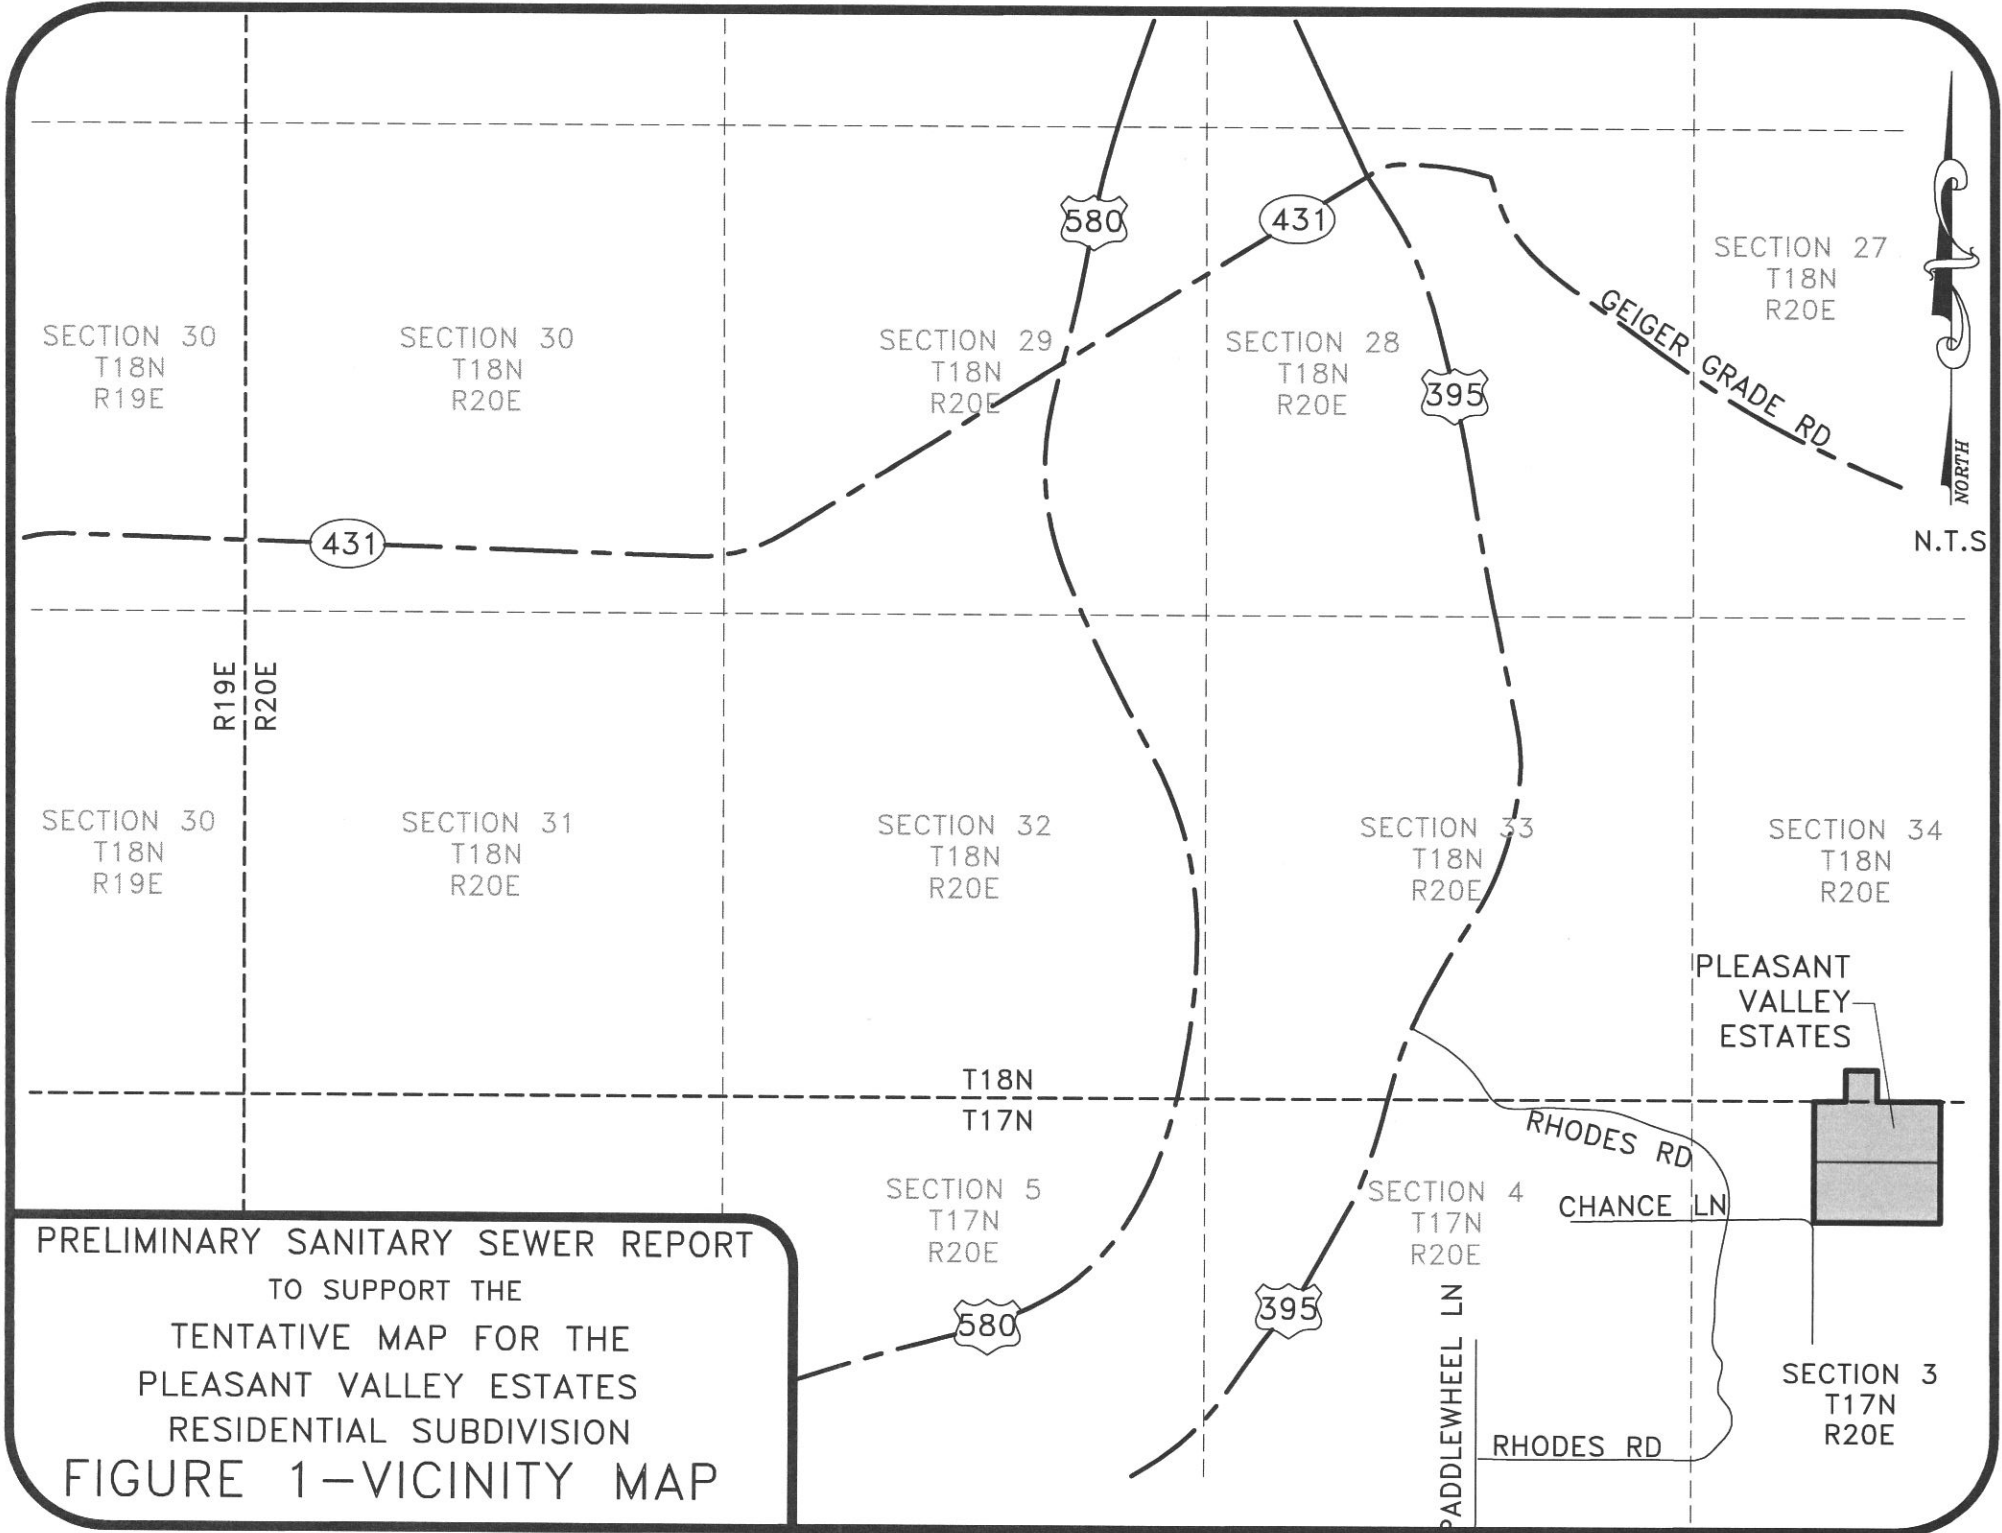 580
431
SECTION 27
T18N
R20E
GEIGER GRADE RD
NORTH
N.T.S
SECTION 30
T18N
R19E
SECTION 30
T18N
R20E
SECTION 29
T18N
R20E
SECTION 28
T18N
R20E
395
431
R19E
R20E
SECTION 30
T18N
R19E
SECTION 31
T18N
R20E
SECTION 32
T18N
R20E
SECTION 33
T18N
R20E
SECTION 34
T18N
R20E
PLEASANT
VALLEY
ESTATES
T18N
T17N
RHODES RD
SECTION 5
T17N
R20E
SECTION 4
T17N
R20E
CHANCE LN
580
395
PADDLEWHEEL LN
RHODES RD
SECTION 3
T17N
R20E
PRELIMINARY SANITARY SEWER REPORT
TO SUPPORT THE
TENTATIVE MAP FOR THE
PLEASANT VALLEY ESTATES
RESIDENTIAL SUBDIVISION
FIGURE 1-VICINITY MAP